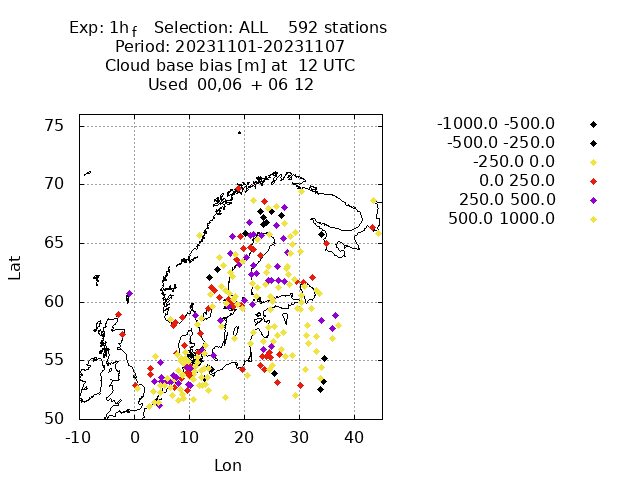 Exp: 1h_f Selection: ALL 592 stations
Period: 20231101-20231107
Cloud base bias [m] at 12 UTC
Used 00,06 + 06 12
-1000.0 -500.0
-500.0 -250.0
-250.0 0.0
0.0 250.0
250.0 500.0
500.0 1000.0
75
70
65
60
55
50
Lat
-10 0 10 20 30 40
Lon